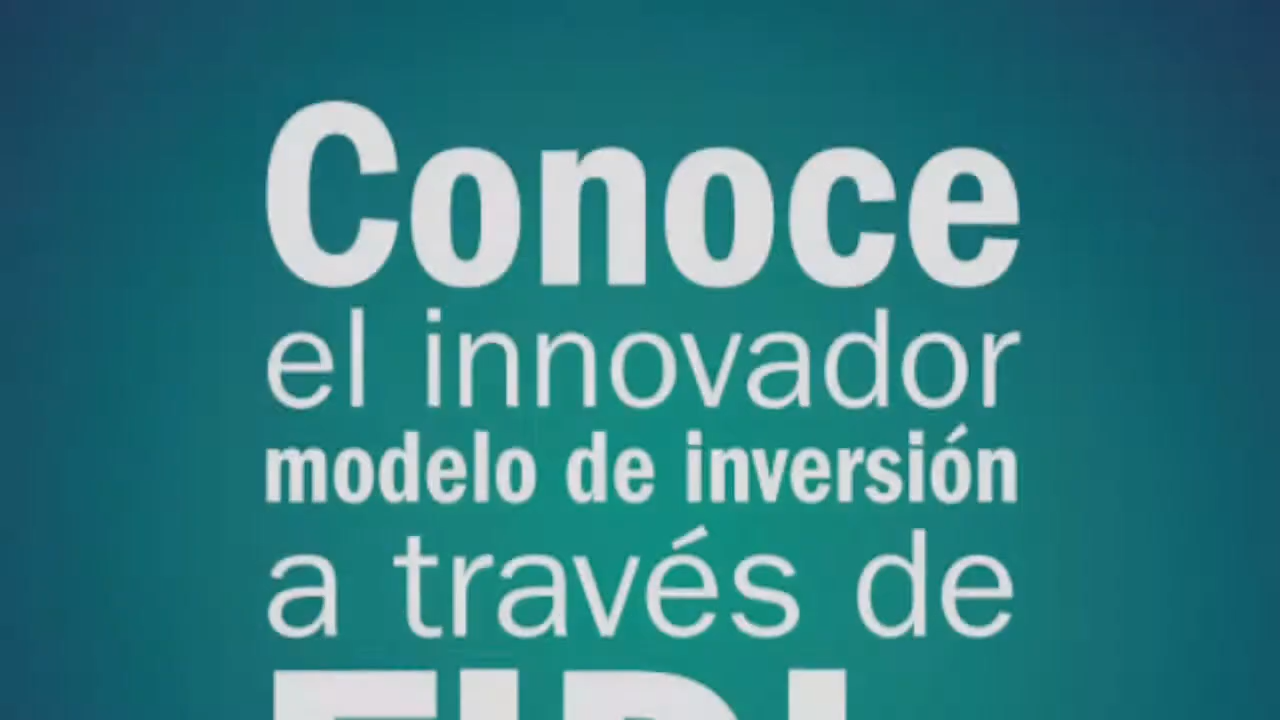 Conoce
el innovador
modelo de inversión
a través de